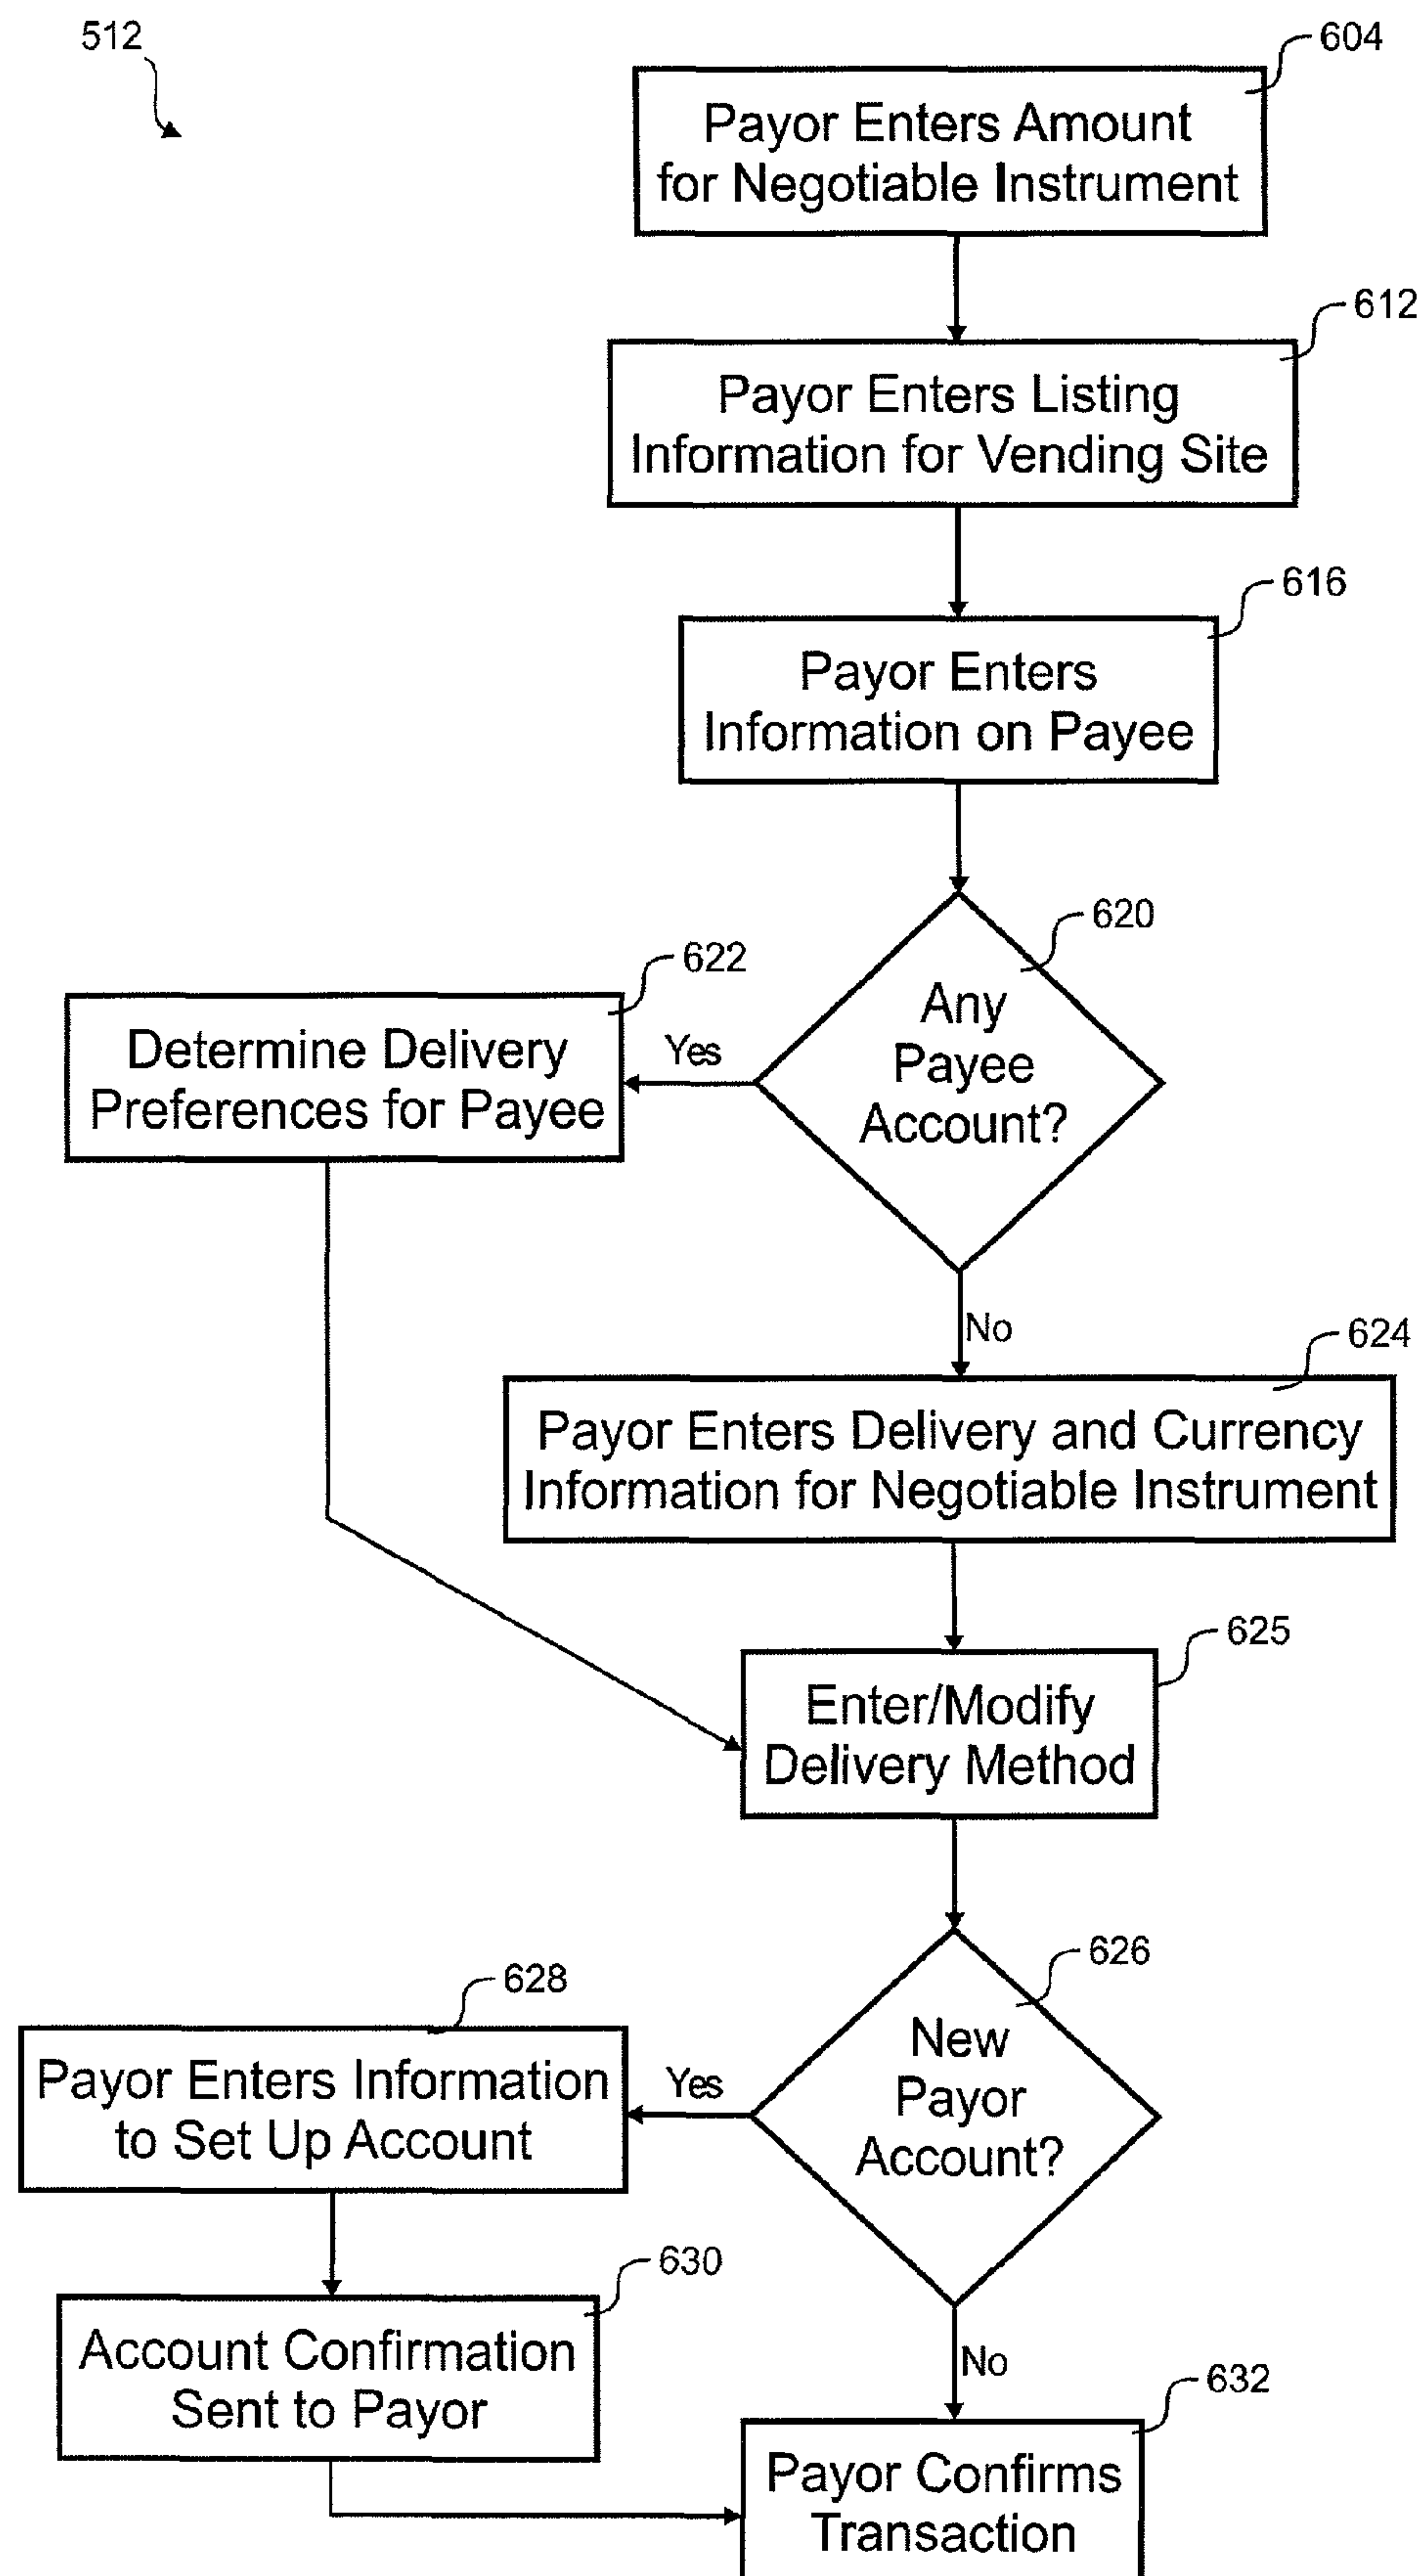 512
604
Payor Enters Amount
for Negotiable Instrument
612
Payor Enters Listing
Information for Vending Site
616
Payor Enters
Information on Payee
620
Any
Payee
Account?
622
Yes
Determine Delivery
Preferences for Payee
No
624
Payor Enters Delivery and Currency
Information for Negotiable Instrument
625
Enter/Modify
Delivery Method
626
New
Payor
Account?
628
Yes
Payor Enters Information
to Set Up Account
630
Account Confirmation
Sent to Payor
No
632
Payor Confirms
Transaction